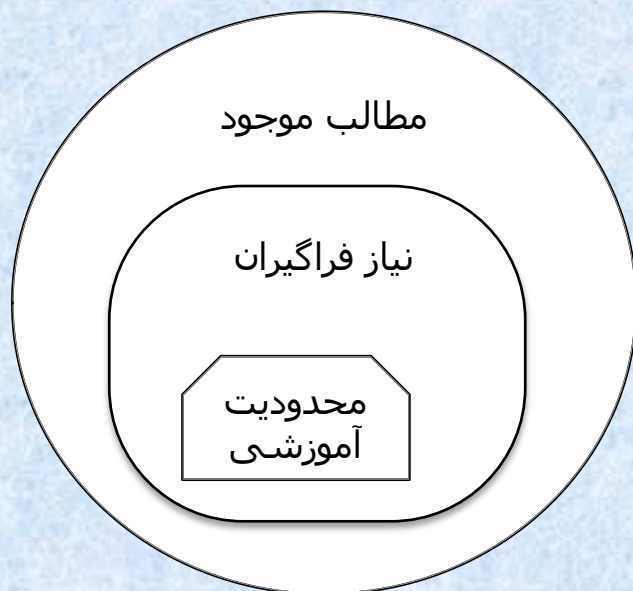 مطالب موجود
نیاز فراگیران
محدودیت
آموزشی